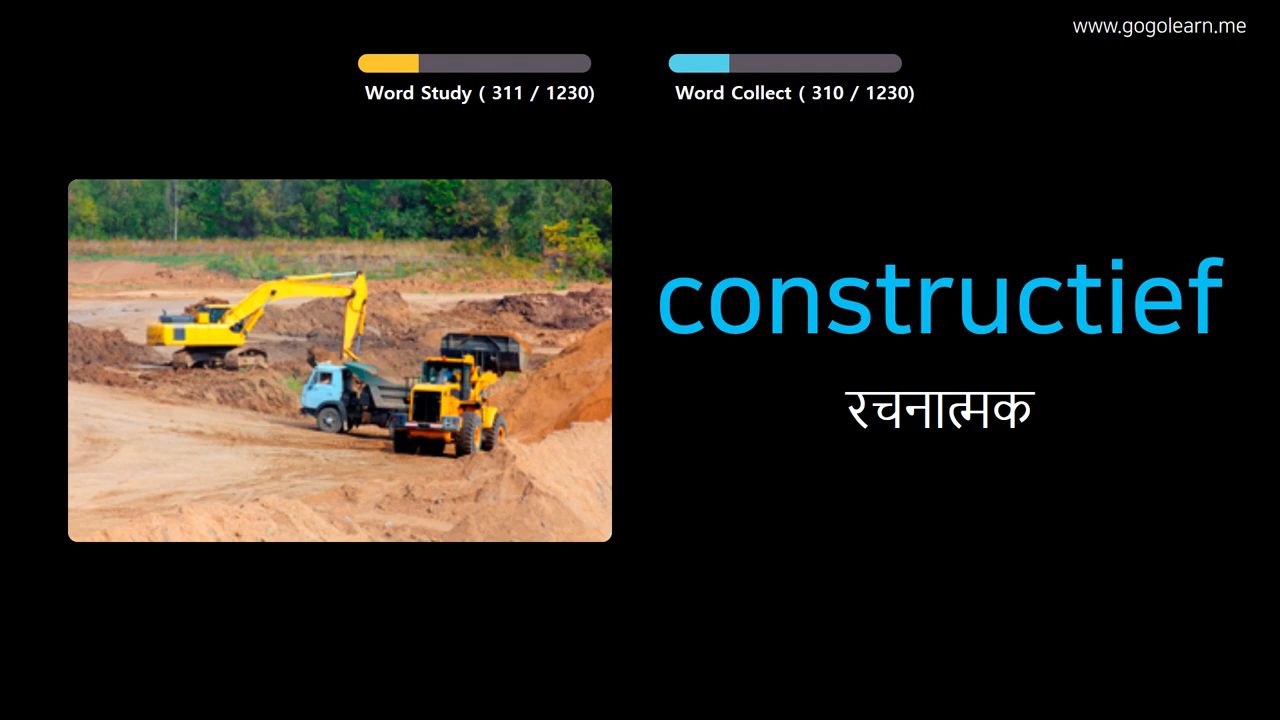 www.gogolearn.me
Word Study ( 311 / 1230)
Word Collect ( 310 / 1230)
constructief
रचनात्मक